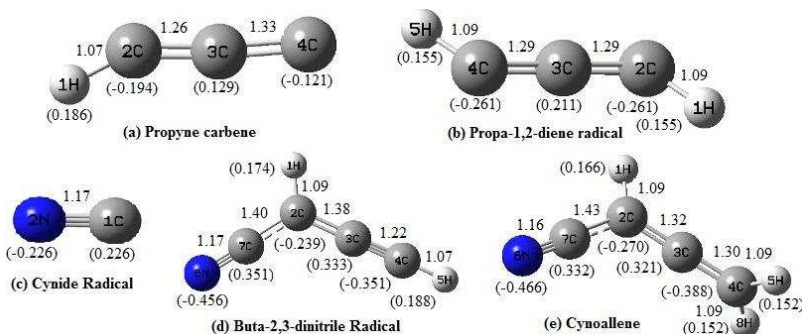 1.26 1.33
1.07 2C 3C 4C
1H (-0.194) (0.129) (-0.121)
(0.186)
(a) Propyne carbene
5H 1.09 1.29 1.29
(0.155) 4C 3C 2C 1.09
(-0.261) (0.211) (-0.261) 1H
(0.155)
(b) Propa-1,2-diene radical
1.17
2N 1C
(-0.226) (0.226)
(c) Cynide Radical
(0.174) 1H
1.09
1.40 2C 1.38
1.17 7C (-0.239) 3C 1.22
6N (0.351) (0.333) 4C 1.07
(-0.456) (-0.351) 5H
(0.188)
(d) Buta-2,3-dinitrile Radical
(0.166) 1H
1.09
1.43 2C 1.32
1.16 7C (-0.270) 3C 1.30 1.09
6N (0.332) (0.321) 4C 5H
(-0.466) (-0.388) (0.152)
1.09 8H
(0.152)
(e) Cynoallene